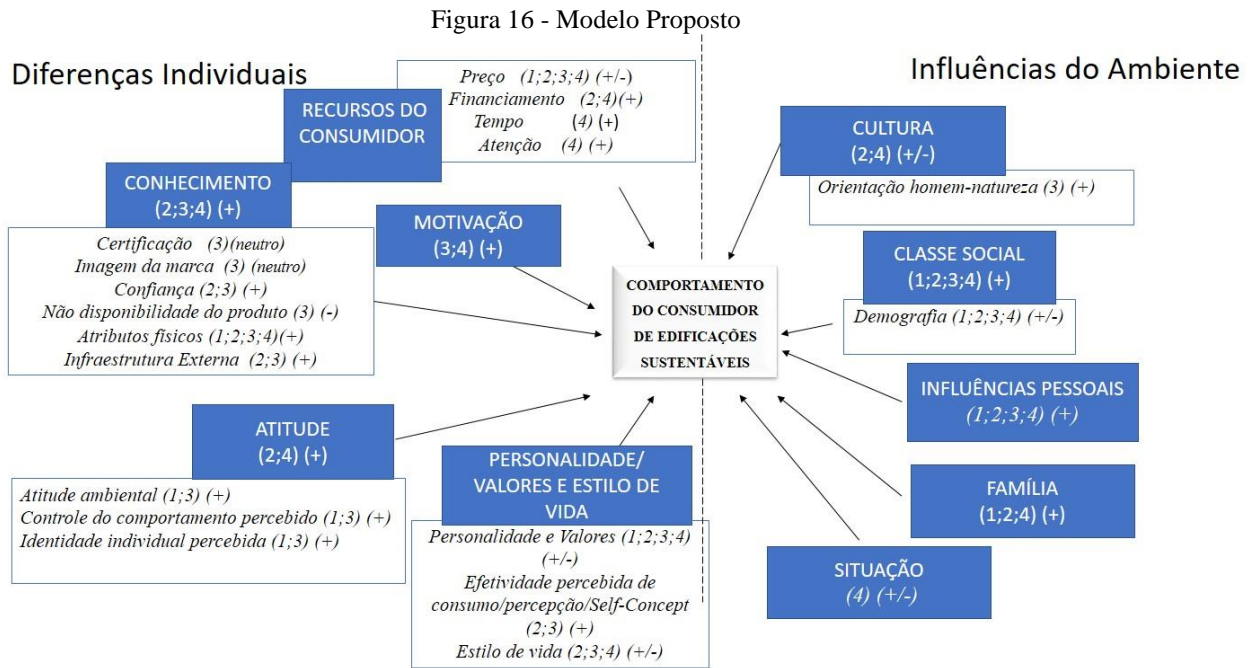 Figura 16 - Modelo Proposto
Diferenças Individuais
Influências do Ambiente
RECURSOS DO
CONSUMIDOR
Preço (1;2;3;4) (+/-)
Financiamento (2;4)(+)
Tempo (4) (+)
Atenção (4) (+)
CONHECIMENTO
(2;3;4) (+)
Certificação (3)(neutro)
Imagem da marca (3) (neutro)
Confiança (2;3) (+)
Não disponibilidade do produto (3) (-)
Atributos físicos (1;2;3;4)(+)
Infraestrutura Externa (2;3) (+)
MOTIVAÇÃO
(3;4) (+)
ATITUDE
(2;4) (+)
Atitude ambiental (1;3) (+)
Controle do comportamento percebido (1;3) (+)
Identidade individual percebida (1;3) (+)
PERSONALIDADE/
VALORES E ESTILO DE
VIDA
Personalidade e Valores (1;2;3;4)
(+/-)
Efetividade percebida de
consumo/percepção/Self-Concept
(2;3) (+)
Estilo de vida (2;3;4) (+/-)
COMPORTAMENTO
DO CONSUMIDOR
DE EDIFICAÇÕES
SUSTENTÁVEIS
CULTURA
(2;4) (+/-)
Orientação homem-natureza (3) (+)
CLASSE SOCIAL
(1;2;3;4) (+)
Demografia (1;2;3;4) (+/-)
INFLUÊNCIAS PESSOAIS
(1;2;3;4) (+)
FAMÍLIA
(1;2;4) (+)
SITUAÇÃO
(4) (+/-)